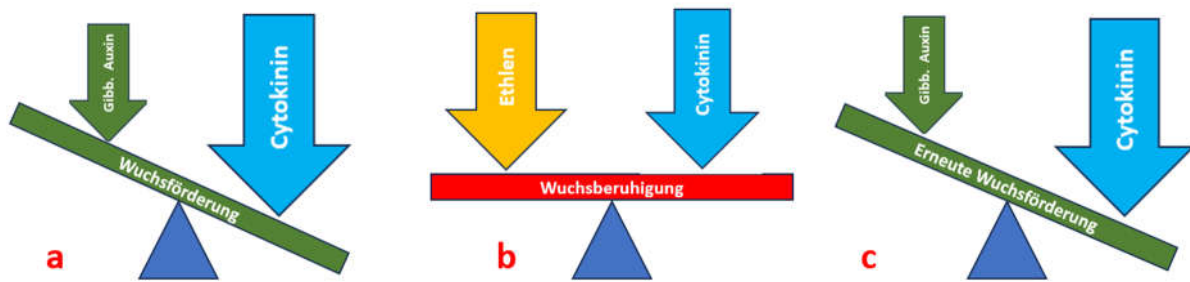 Gibb. Auxin
Cytokinin
Wuchsförderung
a
Ethlen
Cytokinin
Wuchsberuhigung
b
Gibb. Auxin
Cytokinin
Erneute Wuchsförderung
c